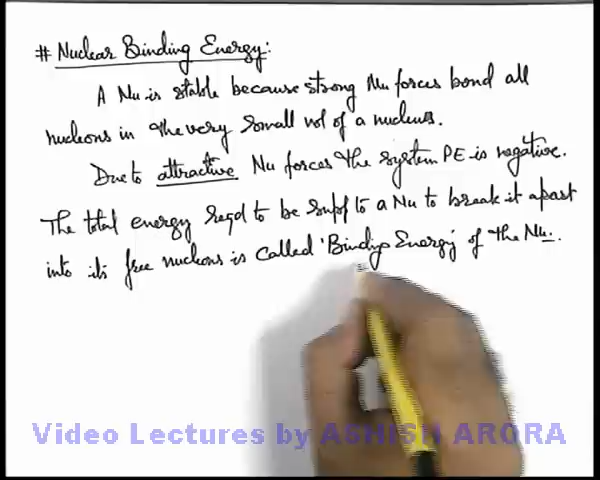 # Nuclear Binding Energy:
A Nu is stable because strong Nu forces bond all
nucleons in the very small vol of a nucleus.
Due to attractive Nu forces the system PE is negative.
The total energy reqd to be suppl to a Nu to break it apart
into its free nucleons is called 'Binding Energy' of the Nu.
Video Lectures by ASHISH ARORA